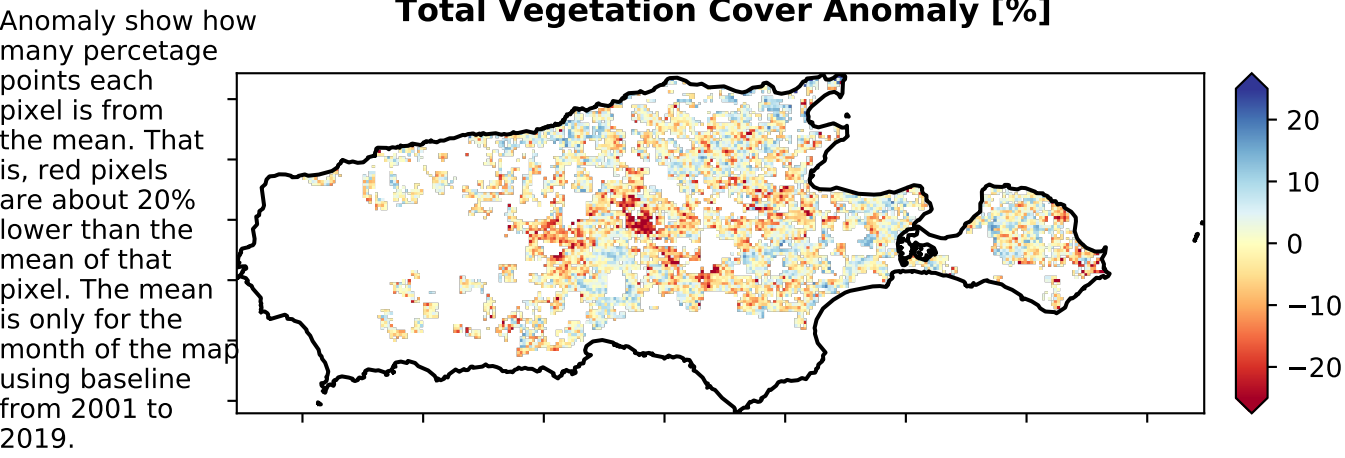 Total Vegetation Cover Anomaly [%]
Anomaly show how
many percetage
points each
pixel is from
the mean. That
is, red pixels
are about 20%
lower than the
mean of that
pixel. The mean
is only for the
month of the map
using baseline
from 2001 to
2019.
20
10
0
−10
−20